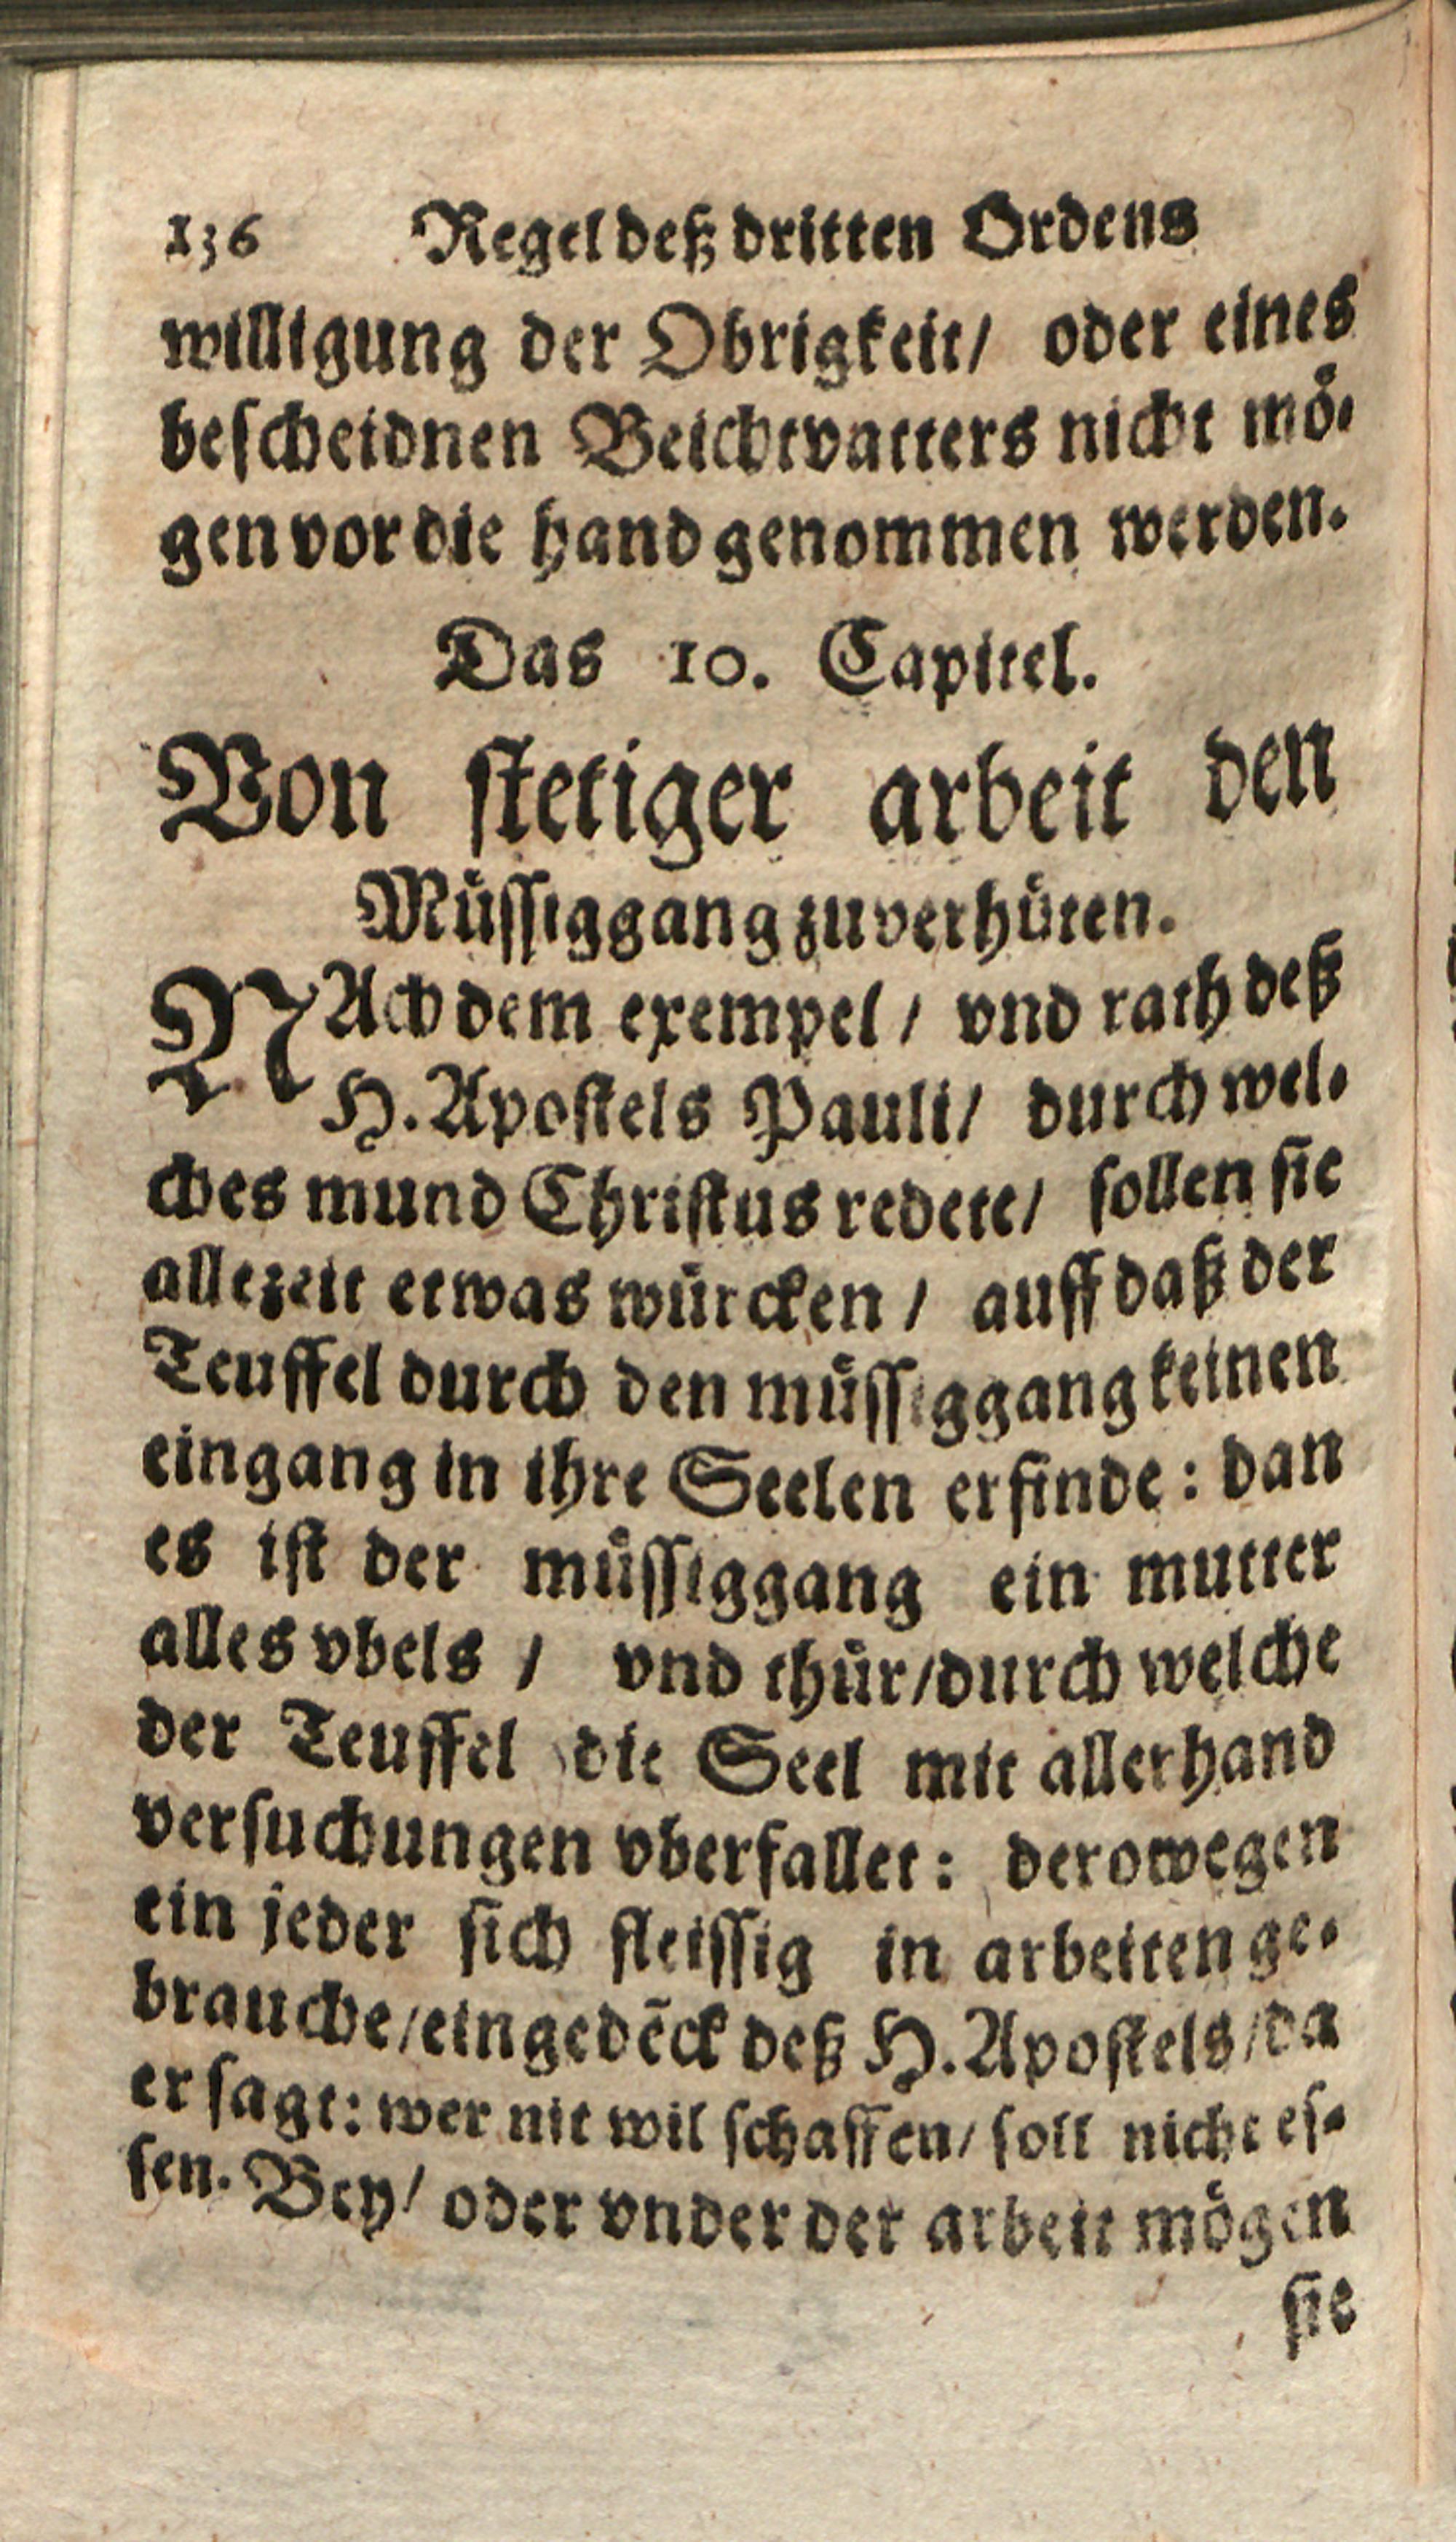 136 Regel deß dritten Ordens
willigung der Obrigkeit/ oder eines
bescheidnen Beichtvatters nicht mö-
gen vor die hand genommen werden.
Das 10. Capitel.
Von stetiger arbeit den
Müssiggang zuverhüten.
NAch dem exempel / vnd rath deß
H. Apostels Pauli/ durch wel-
ches mund Christus redete/ sollen sie
allezeit etwas würcken / auff daß der
Teuffel durch den müssiggang keinen
eingang in ihre Seelen erfinde: dan
es ist der müssiggang ein mutter
alles vbels / vnd thür/durch welche
der Teuffel die Seel mit allerhand
versuchungen vberfallet: derowegen
ein jeder sich fleissig in arbeiten ge-
brauche/eingedẽck deß H. Apostels/da
er sagt: wer nit wil schaffen/ soll nicht es-
sen. Bey/ oder vnder der arbeit mögen
sie